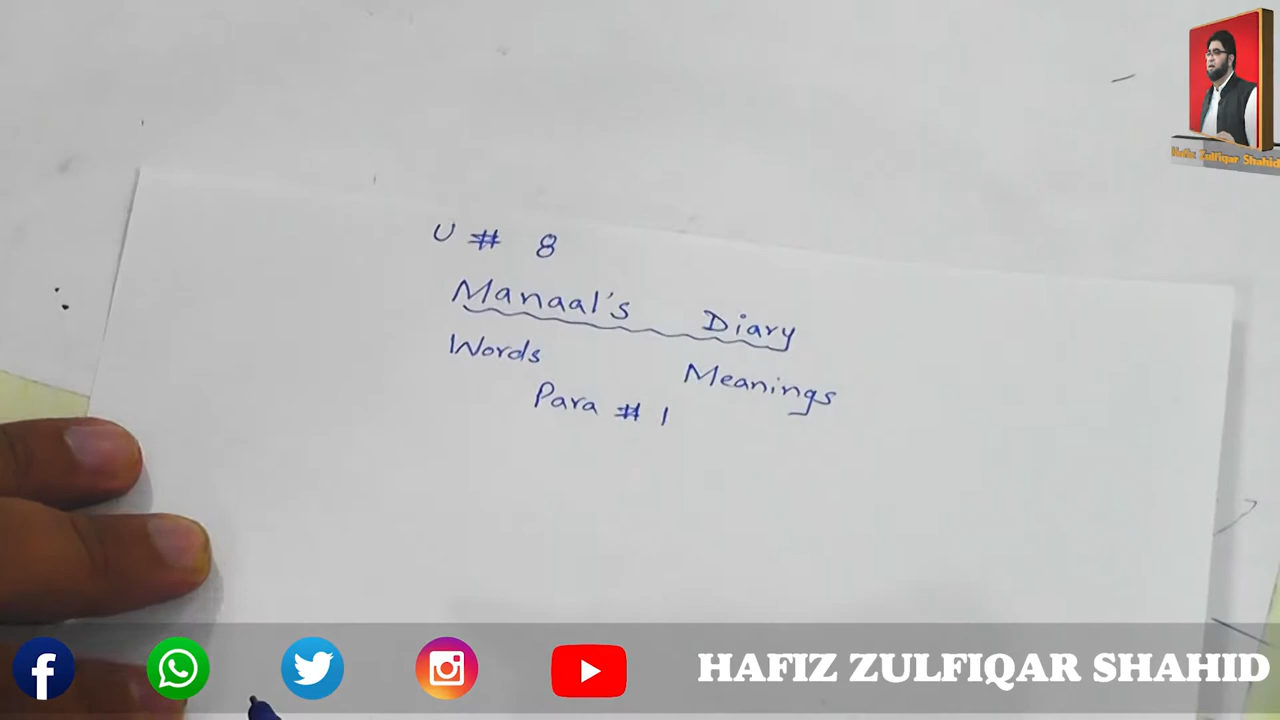 Hafiz Zulfiqar Shahid
U # 8
Manaal's Diary
Words Meanings
Para # 1
HAFIZ ZULFIQAR SHAHID